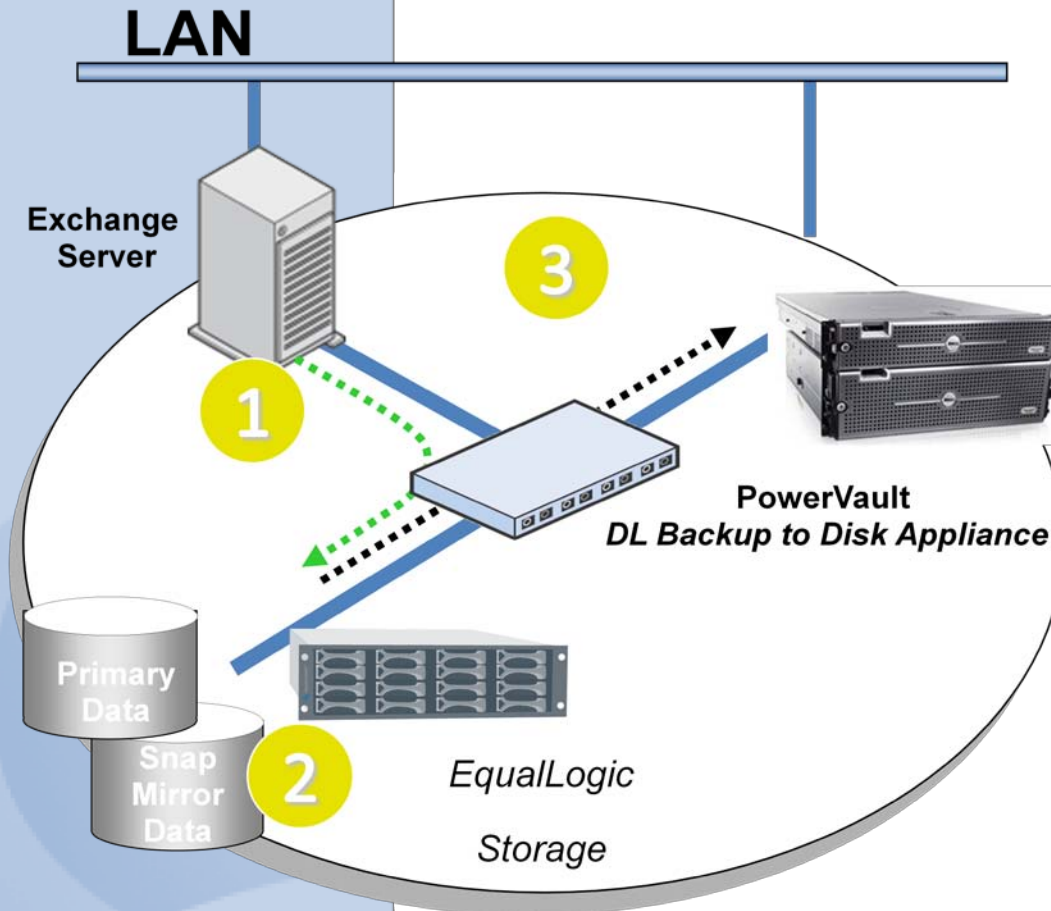 LAN
Exchange
Server
3
1
PowerVault
DL Backup to Disk Appliance
Primary
Data
Snap
Mirror
Data
2
EqualLogic
Storage